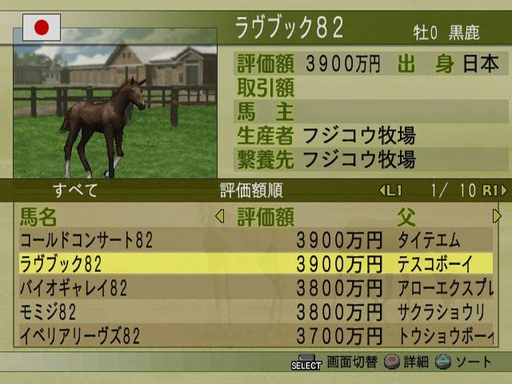 ラヴブック82 牡0 黒鹿
評価額 3900万円 出身 日本
取引額
馬主
生産者 フジコウ牧場
繋養先 フジコウ牧場
すべて 評価額順 L1 1/10 R1
馬名 評価額 父
コールドコンサート82 3900万円 タイテエム
ラヴブック82 3900万円 テスコボーイ
バイオギャレイ82 3800万円 アローエクスプレ
モミジ82 3800万円 サクラショウリ
イベリアリーヴズ82 3700万円 トウショウボーイ
SELECT 画面切替 詳細 ソート